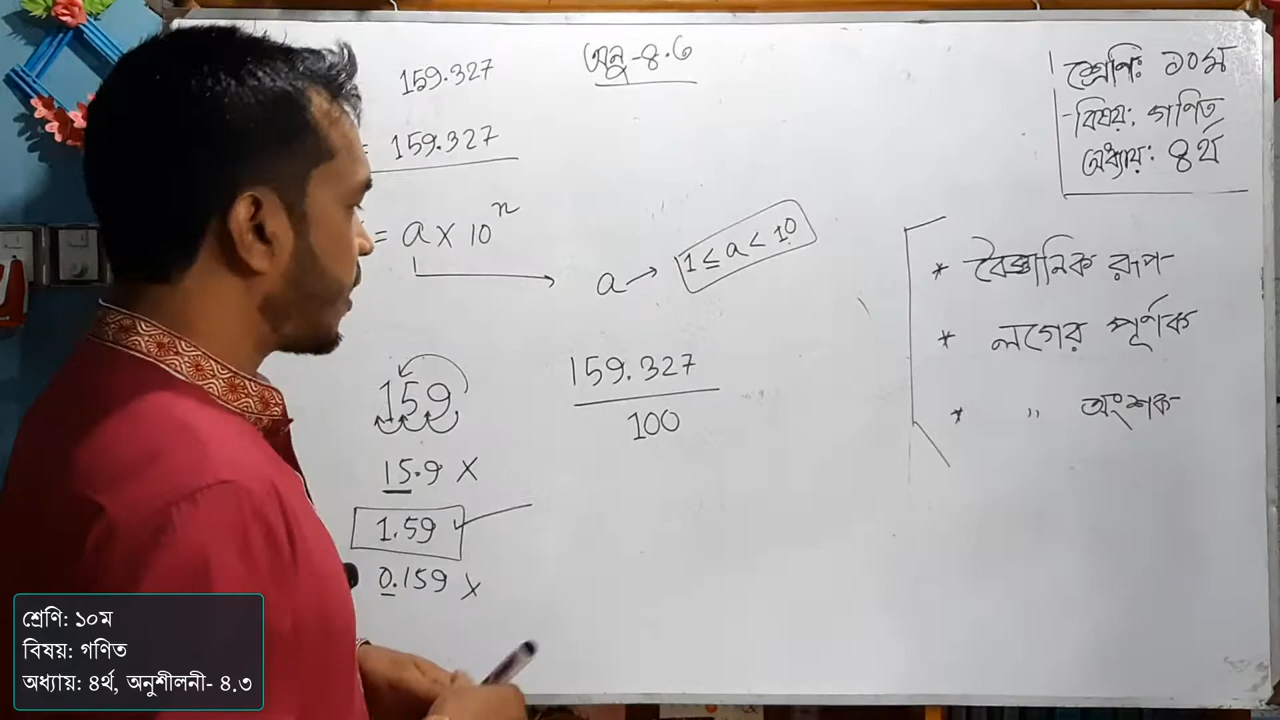 159.327
= 159.327
= a × 10ⁿ
159
15.9 ×
1.59
0.159 ×
অনু-৪.৩
a → 1 ≤ a < 10
159.327
100
শ্রেণি: ১০ম
বিষয়: গণিত
অধ্যায়: ৪র্থ
* বৈজ্ঞানিক রূপ
* লগের পূর্ণক
* " অংশক
শ্রেণি: ১০ম
বিষয়: গণিত
অধ্যায়: ৪র্থ, অনুশীলনী- ৪.৩